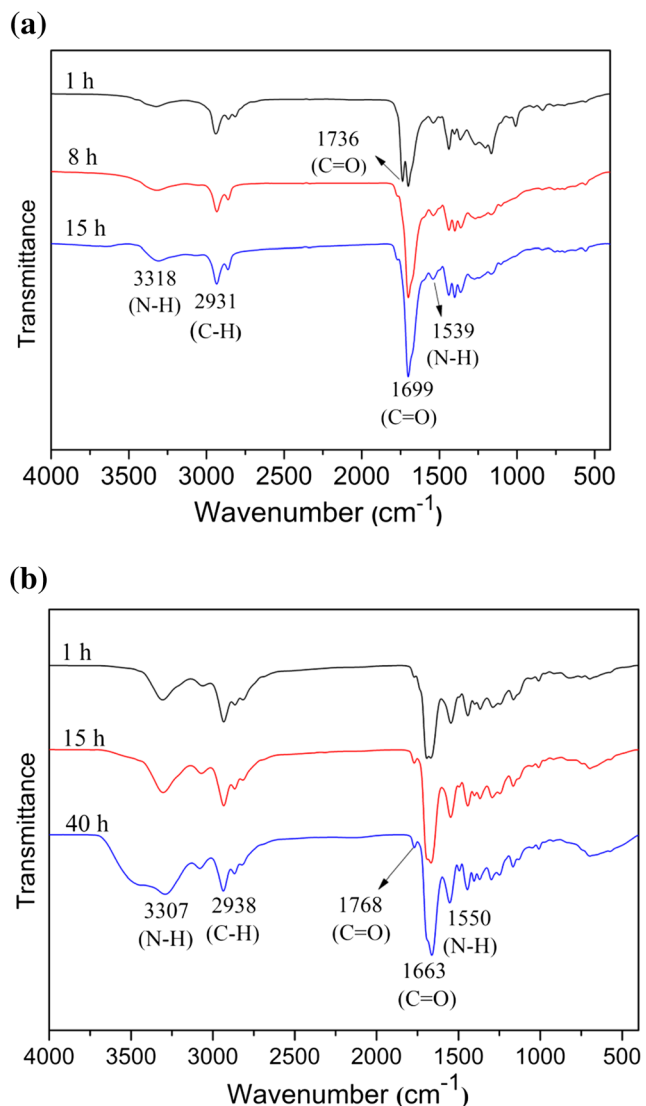 (a)
1 h
1736
(C=O)
8 h
15 h
3318
(N-H)
2931
(C-H)
1539
(N-H)
1699
(C=O)
Transmittance
4000 3500 3000 2500 2000 1500 1000 500
Wavenumber (cm⁻¹)
(b)
1 h
15 h
40 h
3307
(N-H)
2938
(C-H)
1768
(C=O)
1550
(N-H)
1663
(C=O)
Transmittance
4000 3500 3000 2500 2000 1500 1000 500
Wavenumber (cm⁻¹)